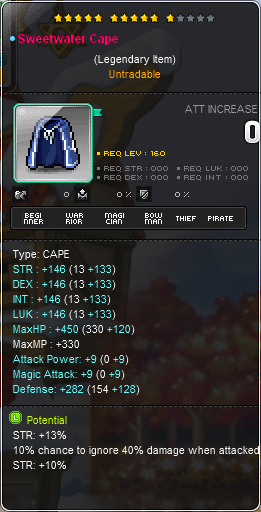 Sweetwater Cape
(Legendary Item)
Untradable
ATT INCREASE
0
REQ LEV : 160
REQ STR : 000 REQ LUK : 000
REQ DEX : 000 REQ INT : 000
0 0 % 0 %
BEGINNER WARRIOR MAGICIAN BOWMAN THIEF PIRATE
Type: CAPE
STR : +146 (13 +133)
DEX : +146 (13 +133)
INT : +146 (13 +133)
LUK : +146 (13 +133)
MaxHP : +450 (330 +120)
MaxMP : +330
Attack Power: +9 (0 +9)
Magic Attack: +9 (0 +9)
Defense: +282 (154 +128)
L Potential
STR: +13%
10% chance to ignore 40% damage when attacked
STR: +10%